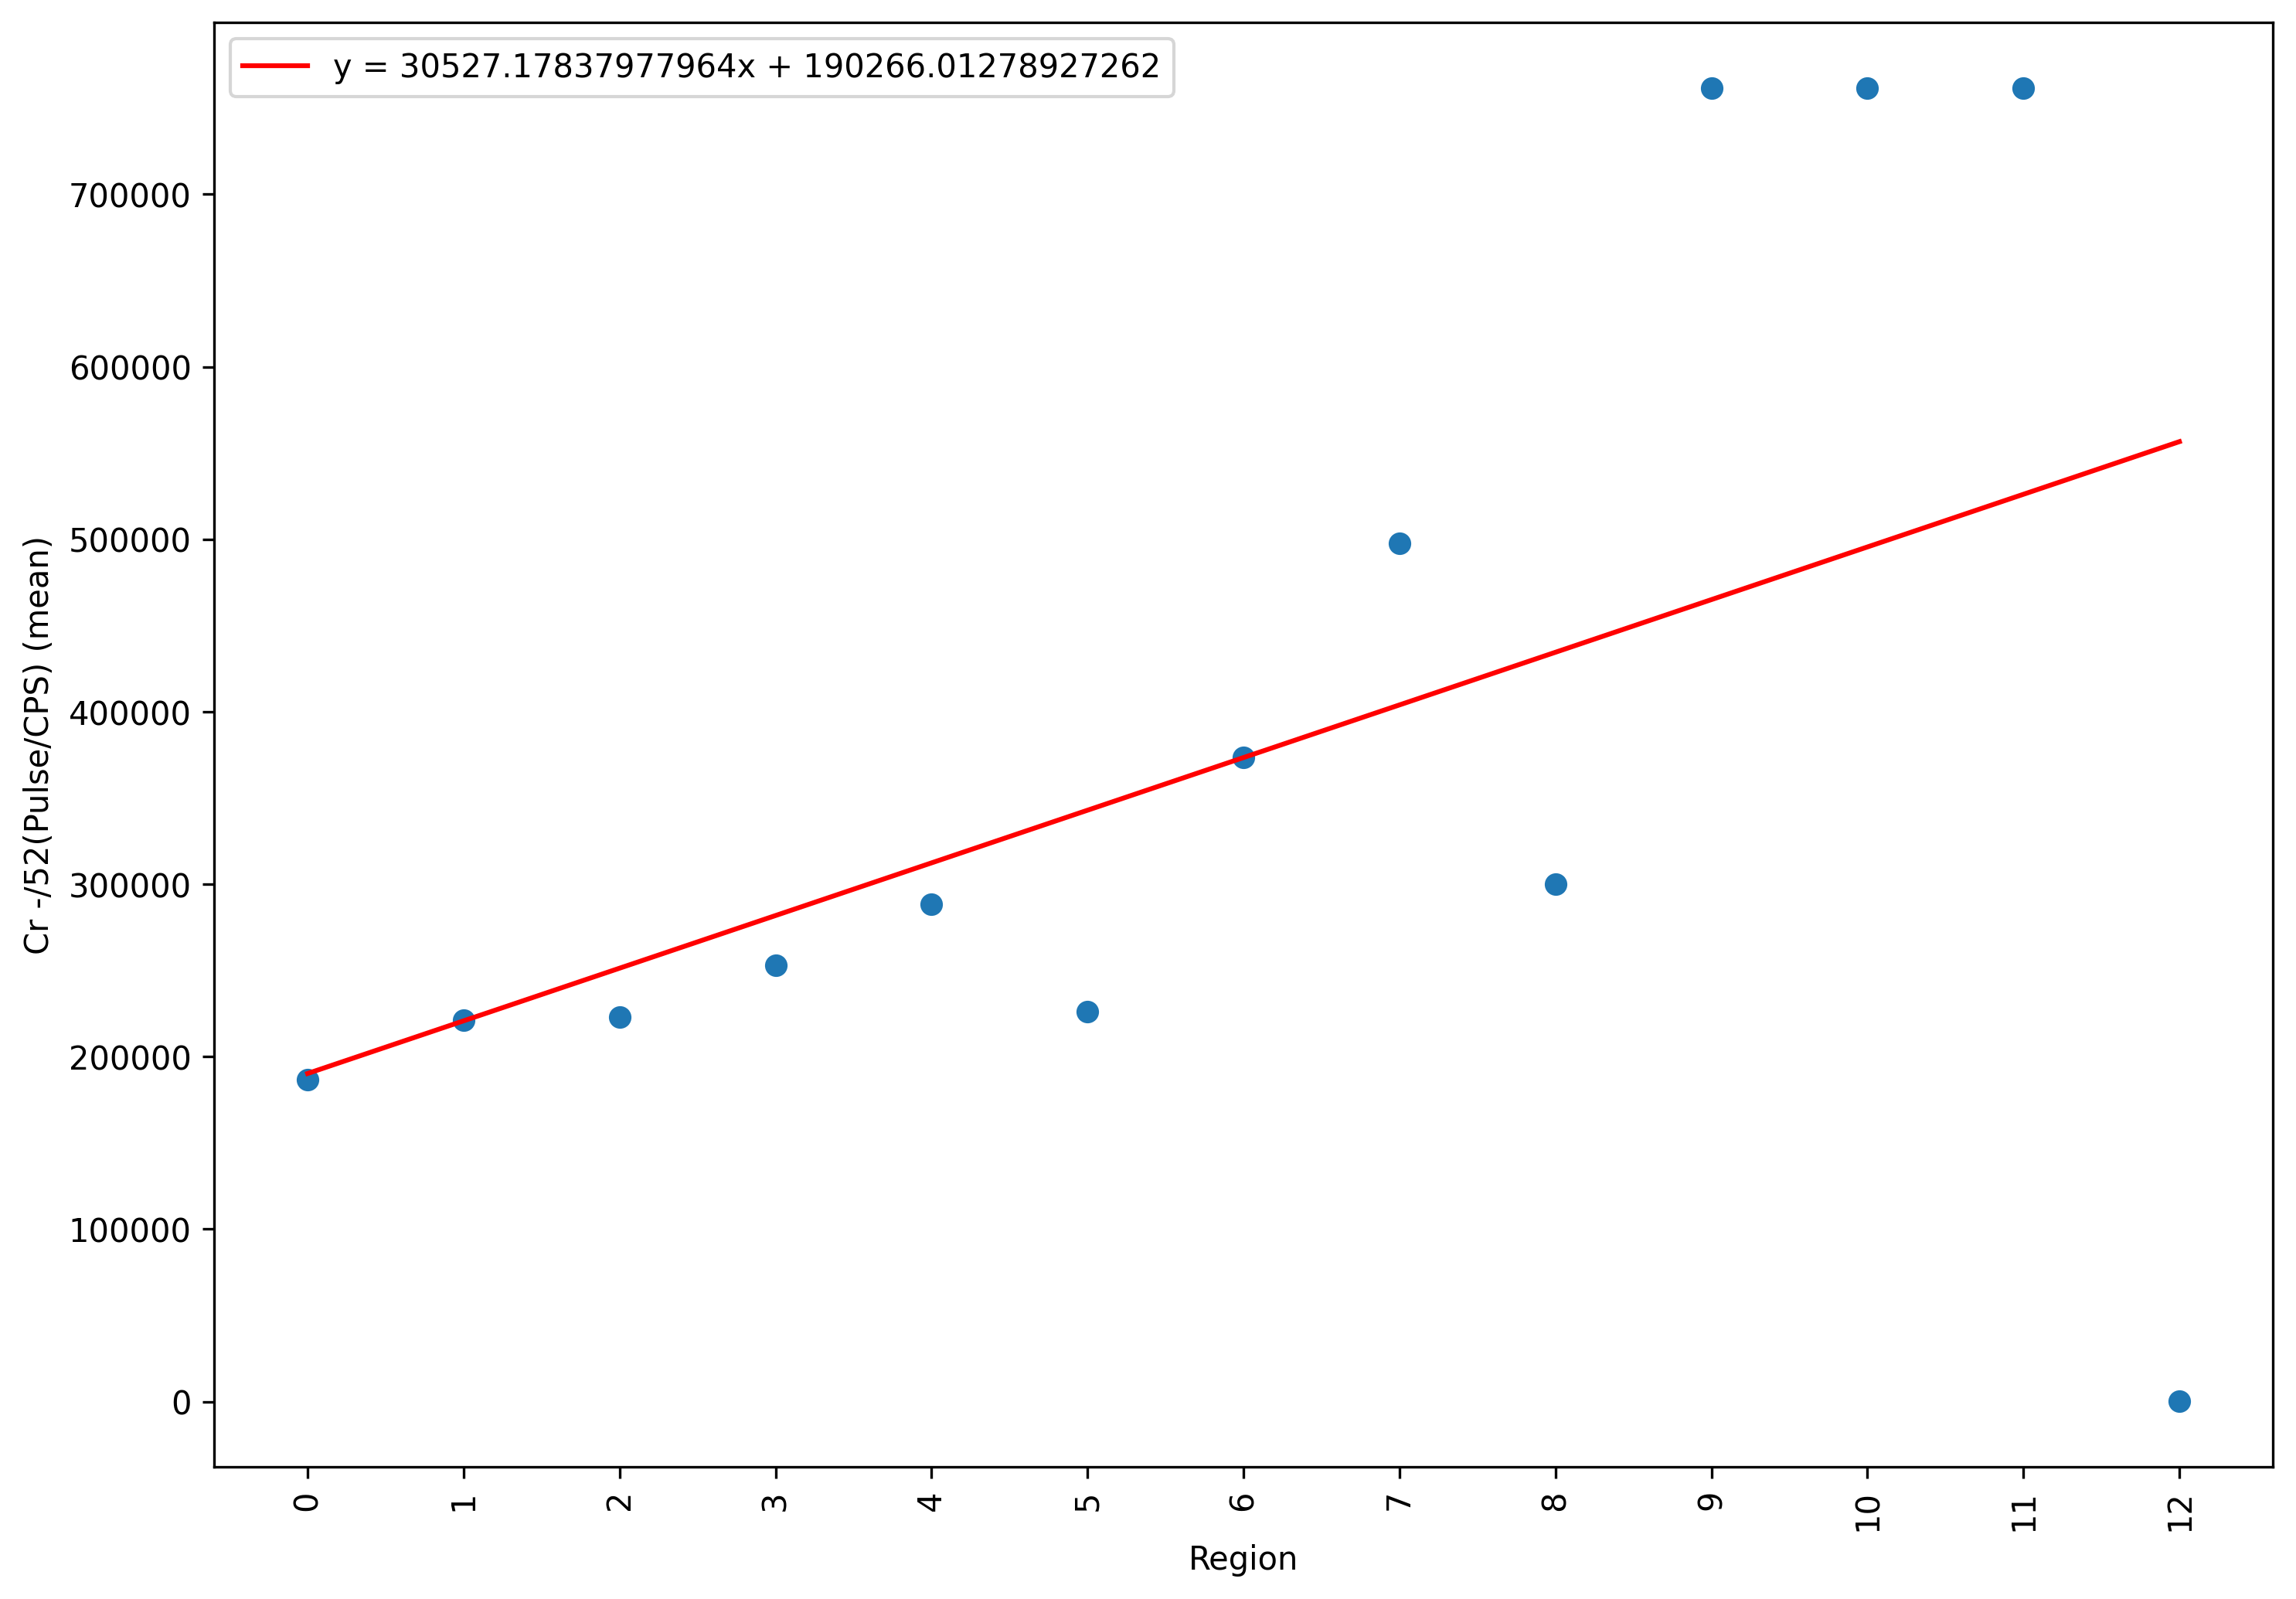 y = 30527.17837977964x + 190266.01278927262
700000
600000
500000
400000
300000
200000
100000
0
Cr -/52(Pulse/CPS) (mean)
0 1 2 3 4 5 6 7 8 9 10 11 12
Region